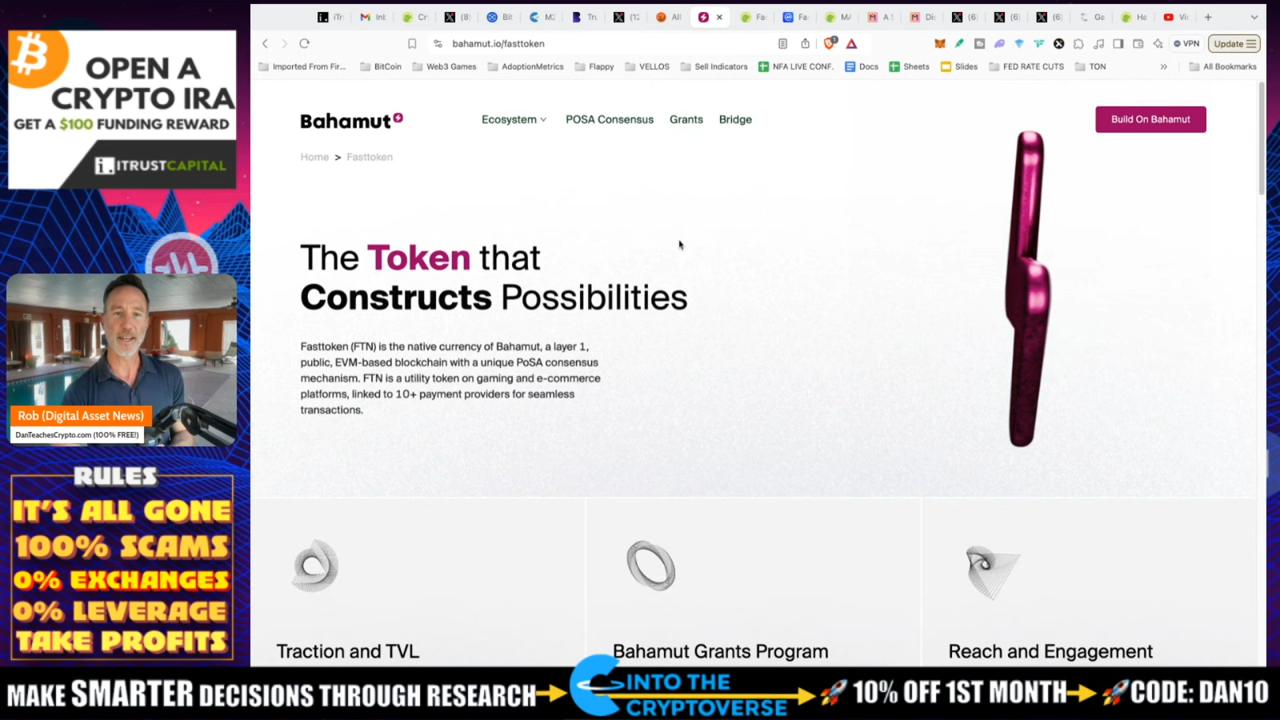 OPEN A
CRYPTO IRA
GET A $100 FUNDING REWARD
i. iTRUSTCAPITAL
Rob (Digital Asset News)
DanTeachesCrypto.com (100% FREE!)
RULES
IT'S ALL GONE
100% SCAMS
0% EXCHANGES
0% LEVERAGE
TAKE PROFITS
bahamut.io/fasttoken
VPN
Update
Imported From Fir...
BitCoin
Web3 Games
AdoptionMetrics
Flappy
VELLOS
Sell Indicators
NFA LIVE CONF.
Docs
Sheets
Slides
FED RATE CUTS
TON
»
All Bookmarks
Bahamut
Ecosystem
POSA Consensus
Grants
Bridge
Build On Bahamut
Home > Fasttoken
The Token that
Constructs Possibilities
Fasttoken (FTN) is the native currency of Bahamut, a layer 1,
public, EVM-based blockchain with a unique PoSA consensus
mechanism. FTN is a utility token on gaming and e-commerce
platforms, linked to 10+ payment providers for seamless
transactions.
Traction and TVL
Bahamut Grants Program
Reach and Engagement
MAKE SMARTER DECISIONS THROUGH RESEARCH
INTO THE
CRYPTOVERSE
10% OFF 1ST MONTH
CODE: DAN10